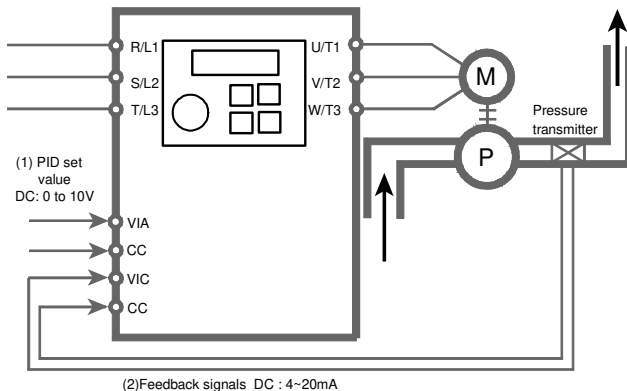 R/L1
S/L2
T/L3
U/T1
V/T2
W/T3
M
P
Pressure
transmitter
(1) PID set
value
DC: 0 to 10V
VIA
CC
VIC
CC
(2)Feedback signals DC : 4~20mA